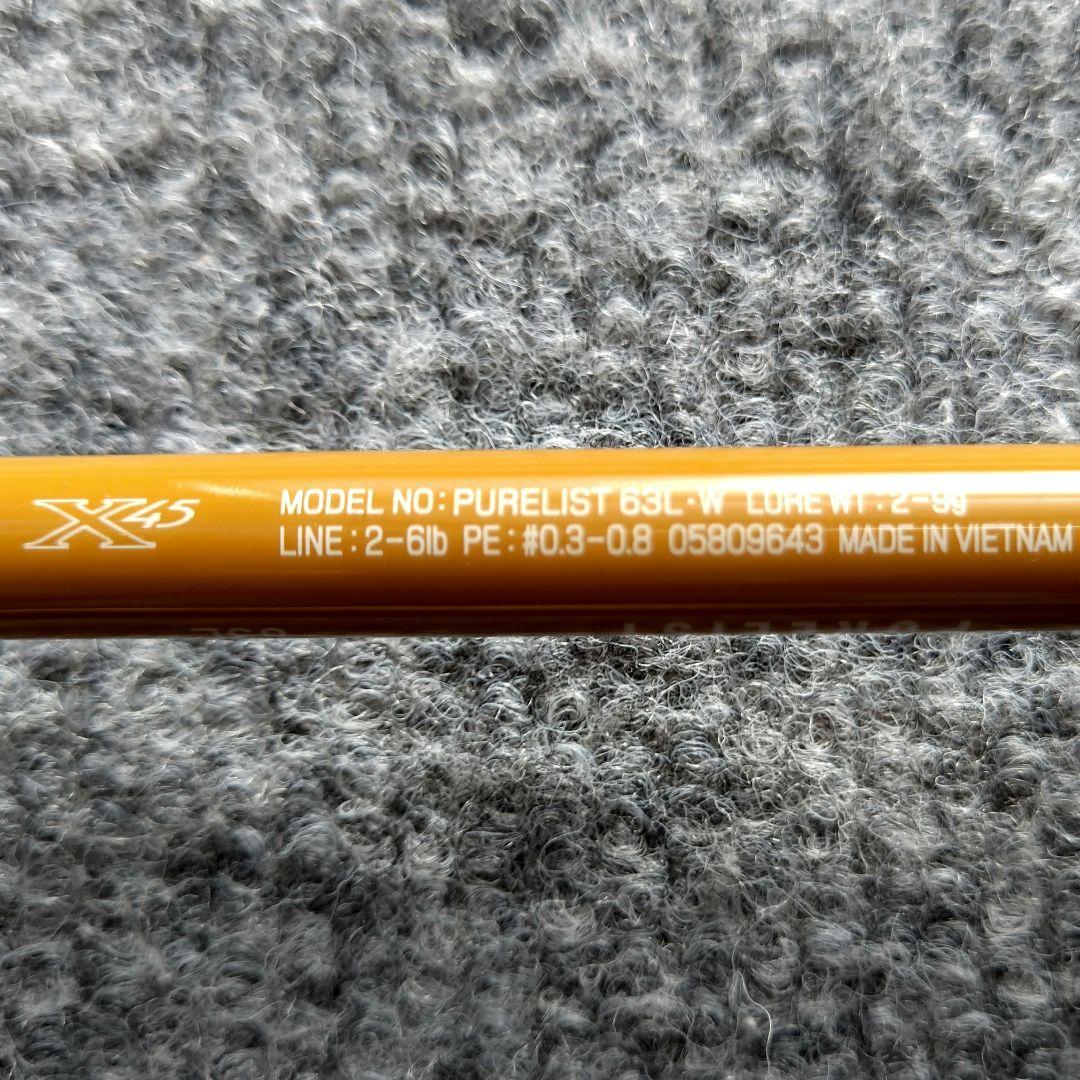 X45
MODEL NO: PURELIST 63L·W LURE WT: 2-9g
LINE: 2-6lb PE: #0.3-0.8 05809643 MADE IN VIETNAM